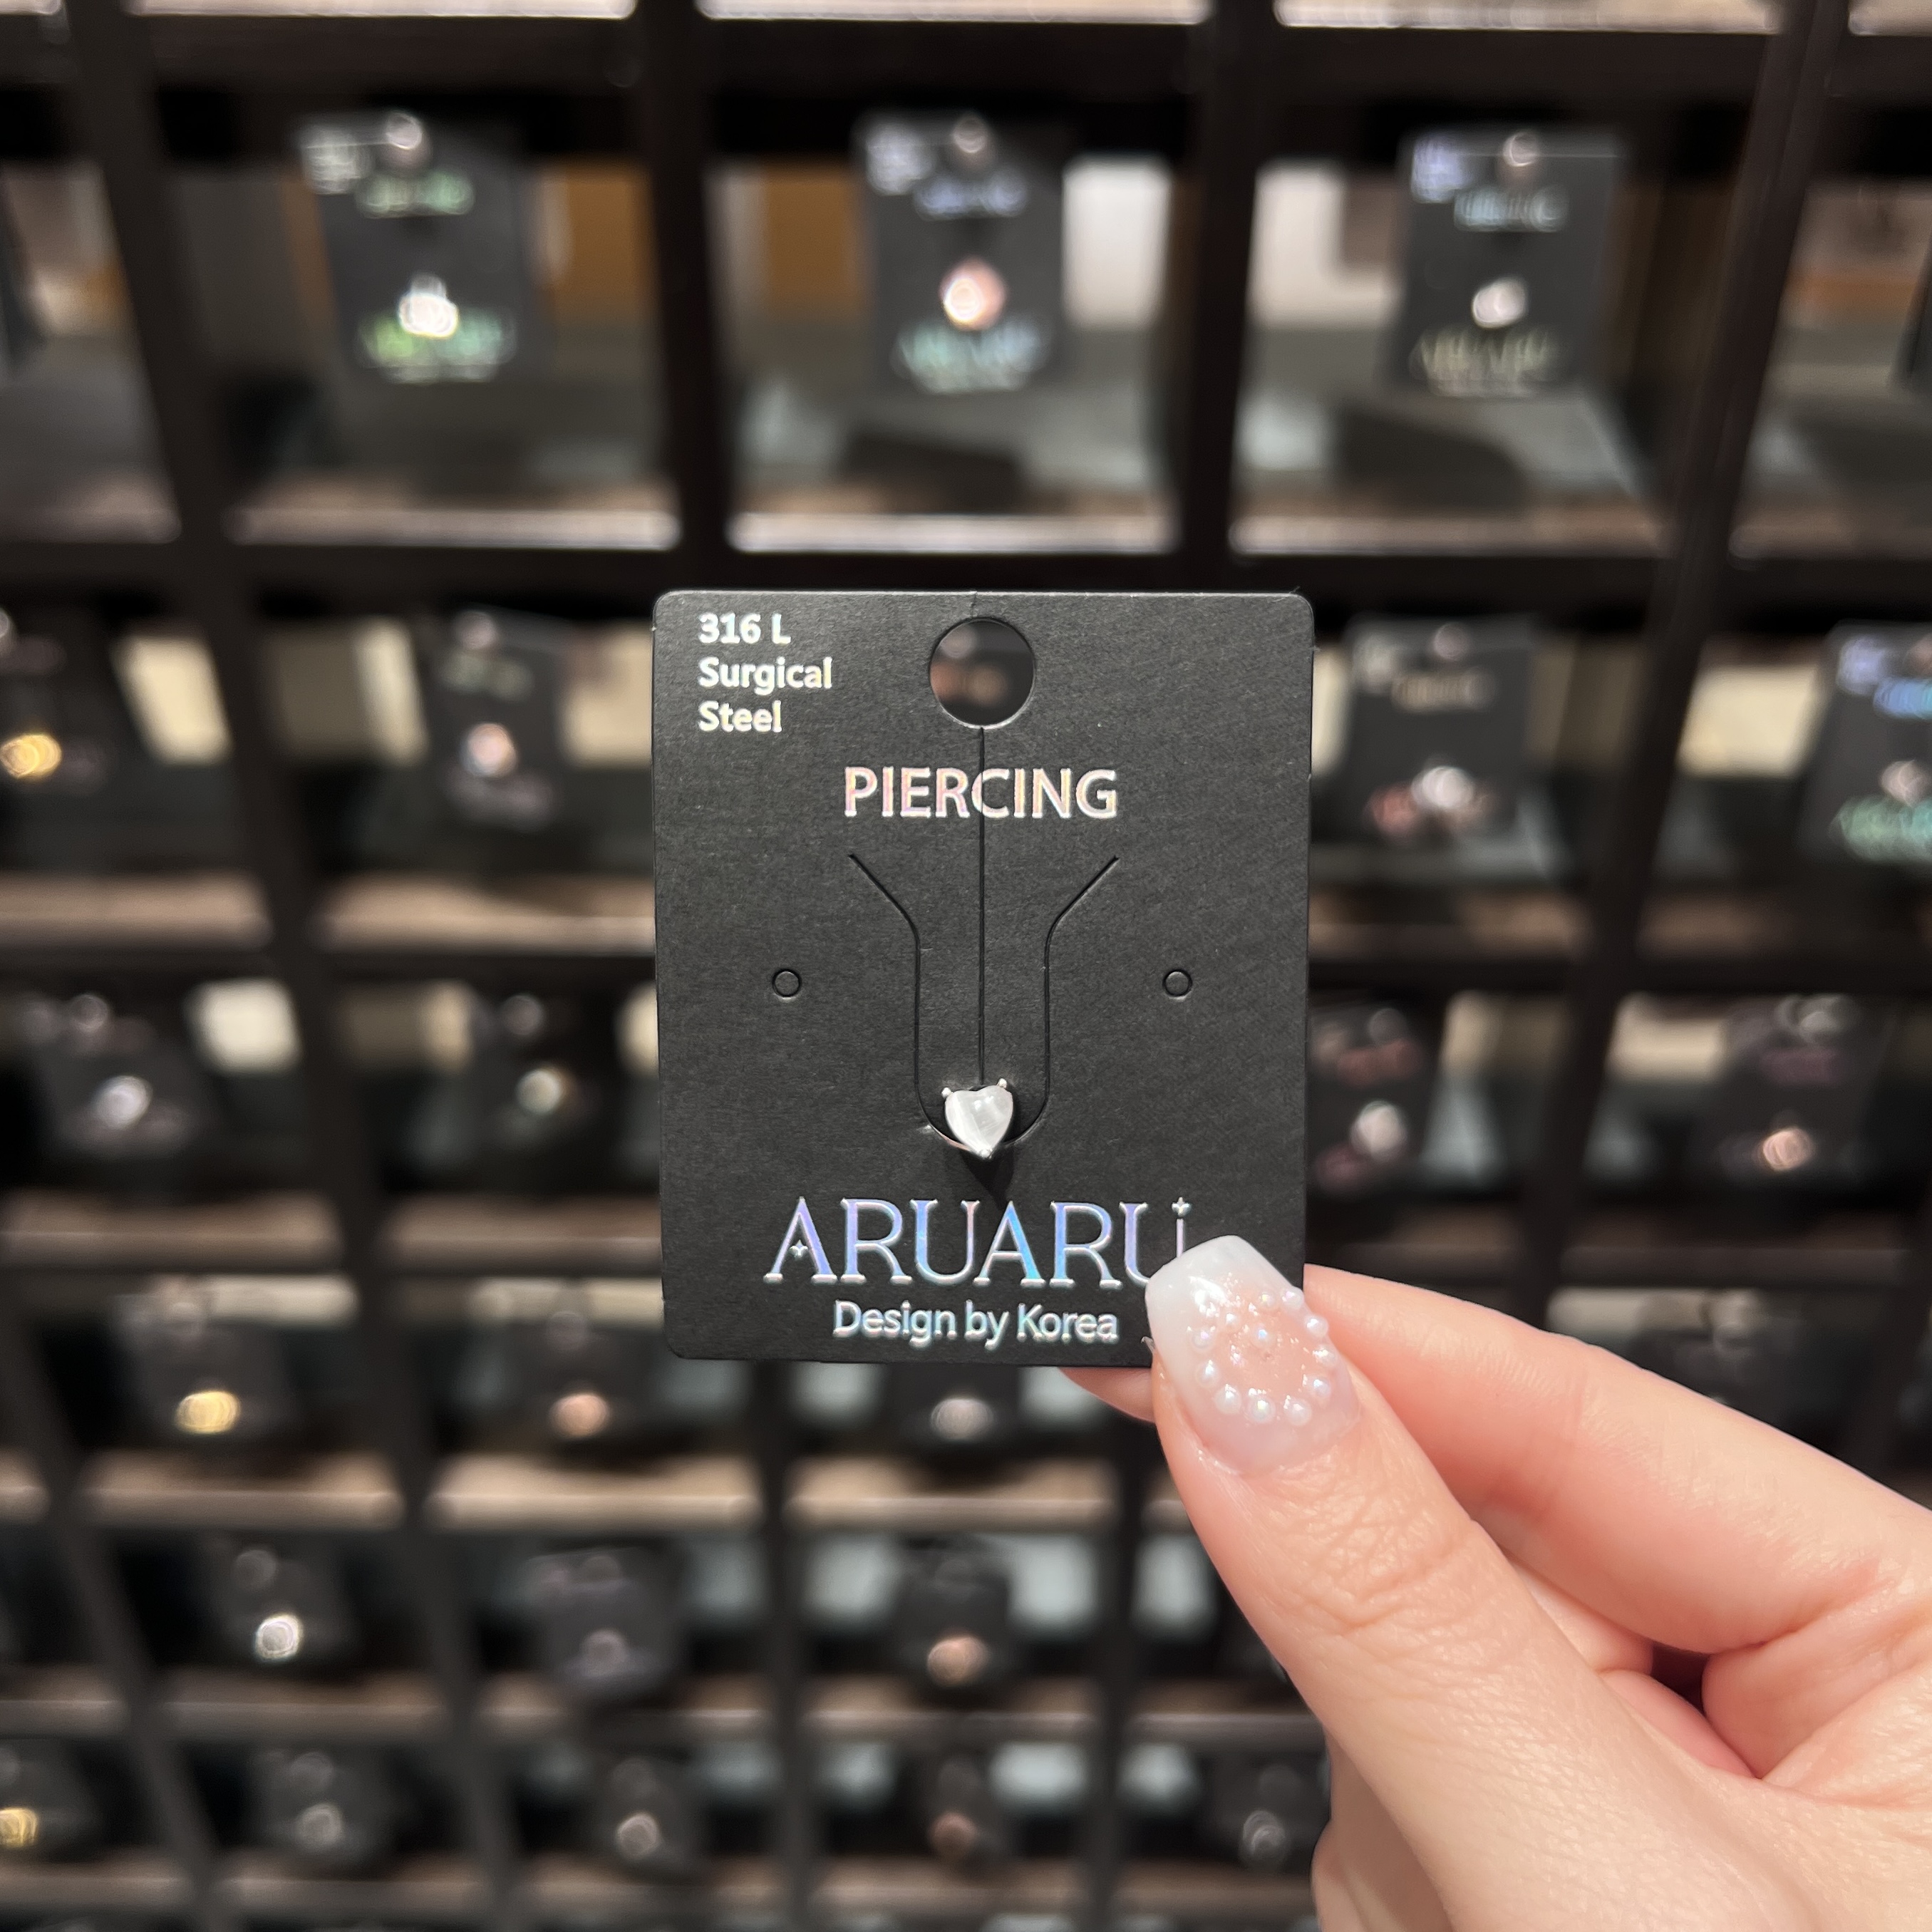 316 L
Surgical
Steel
PIERCING
ARUARU
Design by Korea